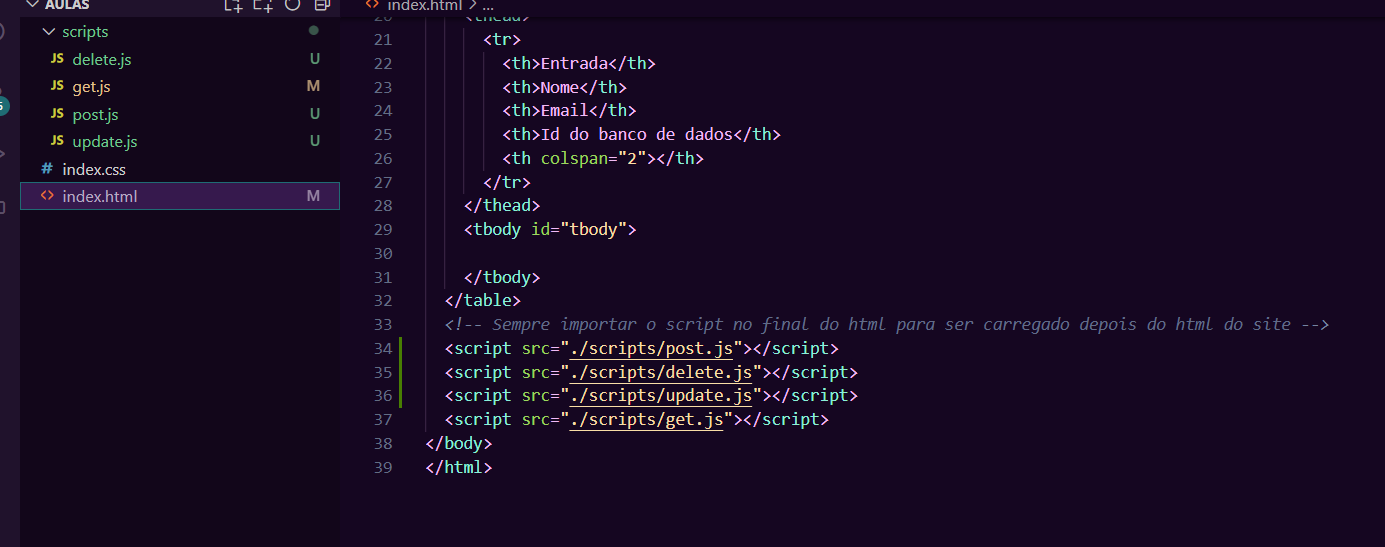 AULAS
scripts
JS delete.js U
JS get.js M
JS post.js U
JS update.js U
# index.css
<> index.html M
<> index.html > ...
20 <thead>
21 <tr>
22 <th>Entrada</th>
23 <th>Nome</th>
24 <th>Email</th>
25 <th>Id do banco de dados</th>
26 <th colspan="2"></th>
27 </tr>
28 </thead>
29 <tbody id="tbody">
30
31 </tbody>
32 </table>
33 <!-- Sempre importar o script no final do html para ser carregado depois do html do site -->
34 <script src="./scripts/post.js"></script>
35 <script src="./scripts/delete.js"></script>
36 <script src="./scripts/update.js"></script>
37 <script src="./scripts/get.js"></script>
38 </body>
39 </html>